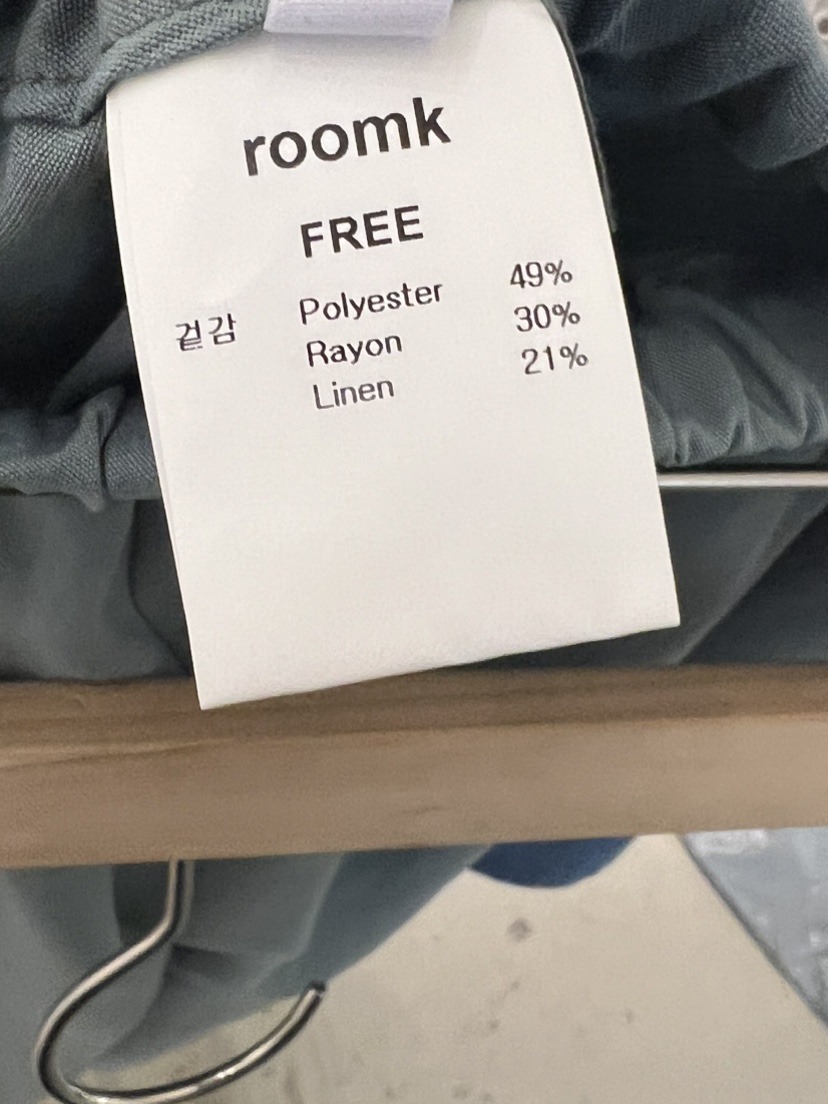 roomk
FREE
겉감 Polyester 49%
Rayon 30%
Linen 21%